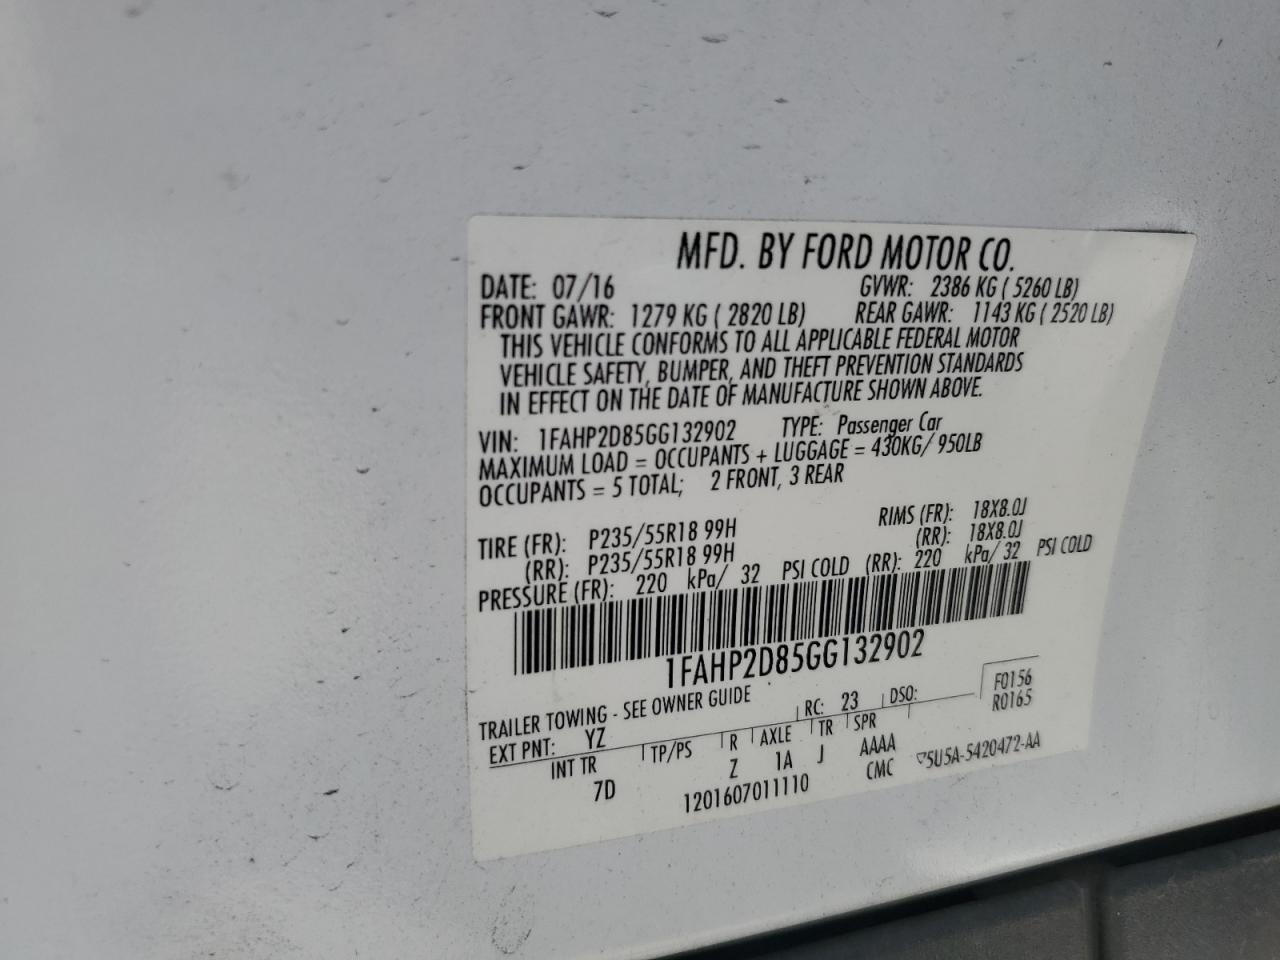 MFD. BY FORD MOTOR CO.
DATE: 07/16 GVWR: 2386 KG ( 5260 LB)
FRONT GAWR: 1279 KG ( 2820 LB) REAR GAWR: 1143 KG ( 2520 LB)
THIS VEHICLE CONFORMS TO ALL APPLICABLE FEDERAL MOTOR
VEHICLE SAFETY, BUMPER, AND THEFT PREVENTION STANDARDS
IN EFFECT ON THE DATE OF MANUFACTURE SHOWN ABOVE.
VIN: 1FAHP2D85GG132902 TYPE: Passenger Car
MAXIMUM LOAD = OCCUPANTS + LUGGAGE = 430KG/ 950LB
OCCUPANTS = 5 TOTAL; 2 FRONT, 3 REAR
TIRE (FR): P235/55R18 99H RIMS (FR): 18X8.0J
(RR): P235/55R18 99H (RR): 18X8.0J
PRESSURE (FR): 220 kPa/ 32 PSI COLD (RR): 220 kPa/ 32 PSI COLD
1FAHP2D85GG132902
TRAILER TOWING - SEE OWNER GUIDE
EXT PNT: YZ RC: 23 DSO: F0156
R0165
INT TR TP/PS R AXLE TR SPR
7D Z 1A J AAAA
CMC
1201607011110
5U5A-5420472-AA